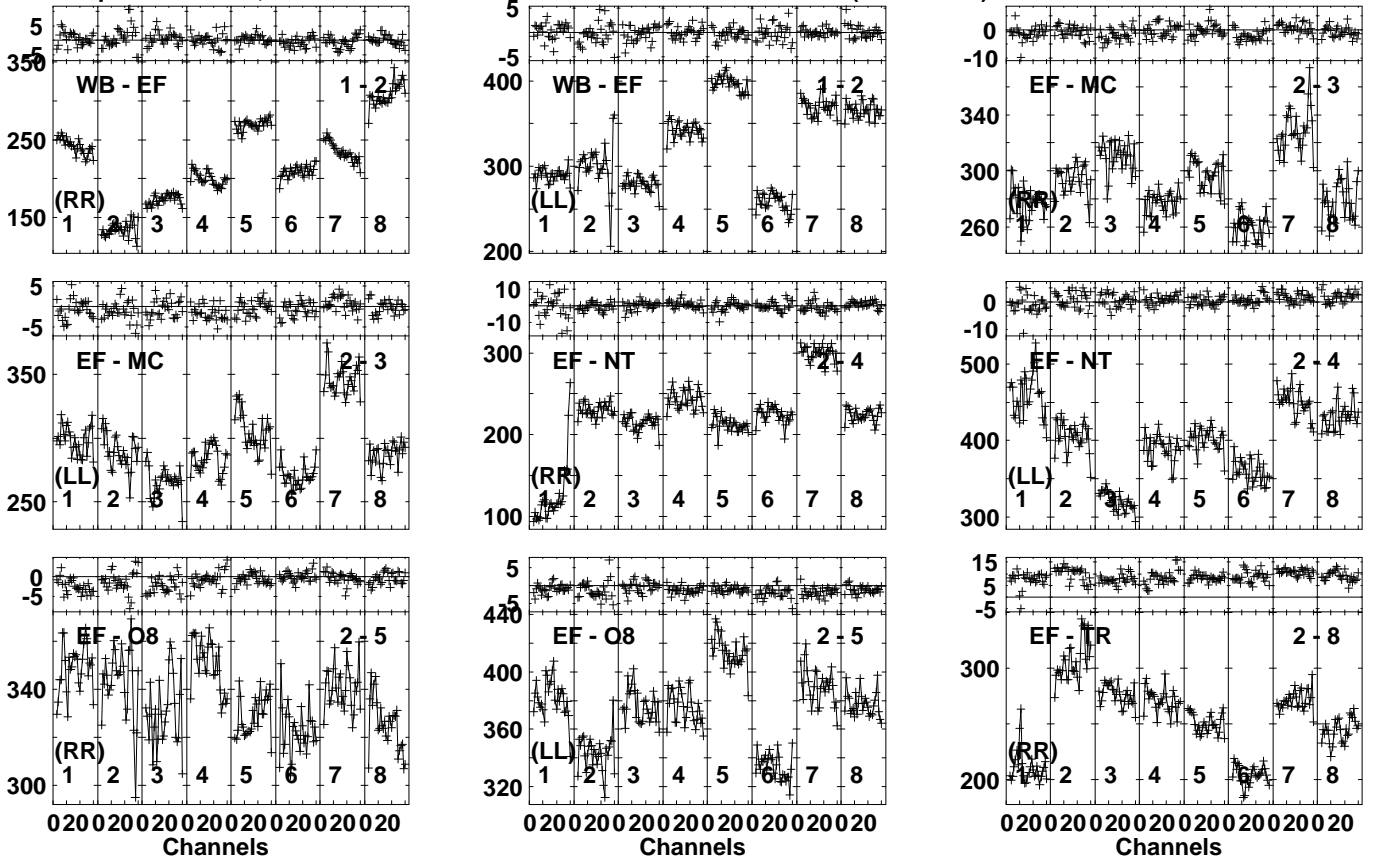 5
-5
350
250
150
WB - EF 1 - 2
(RR)
1 2 3 4 5 6 7 8
5
-5
400
300
200
WB - EF 1 - 2
(LL)
1 2 3 4 5 6 7 8
0
-10
340
300
260
EF - MC 2 - 3
(RR)
1 2 3 4 5 6 7 8
5
-5
350
250
EF - MC 2 - 3
(LL)
1 2 3 4 5 6 7 8
10
-10
300
200
100
EF - NT 2 - 4
(RR)
1 2 3 4 5 6 7 8
0
-10
500
400
300
EF - NT 2 - 4
(LL)
1 2 3 4 5 6 7 8
0
-5
340
300
EF - O8 2 - 5
(RR)
1 2 3 4 5 6 7 8
5
-5
440
400
360
320
EF - O8 2 - 5
(LL)
1 2 3 4 5 6 7 8
15
5
-5
300
200
EF - TR 2 - 8
(RR)
1 2 3 4 5 6 7 8
0 20 0 20 0 20 0 20 0 20 0 20 0 20 0 20
Channels
0 20 0 20 0 20 0 20 0 20 0 20 0 20 0 20
Channels
0 20 0 20 0 20 0 20 0 20 0 20 0 20 0 20
Channels